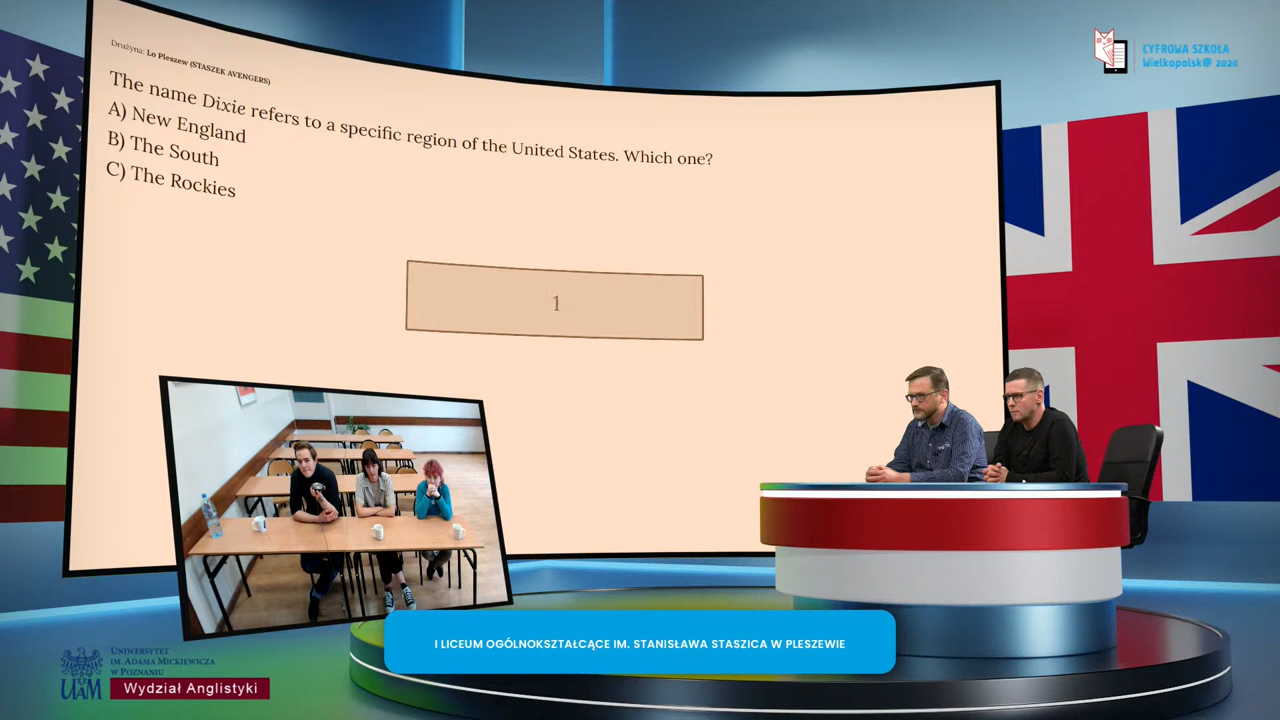 Drużyna: Lo Pleszew (STASZEK AVENGERS)
The name Dixie refers to a specific region of the United States. Which one?
A) New England
B) The South
C) The Rockies
1
CYFROWA SZKOŁA
Wielkopolsk@ 2020
I LICEUM OGÓLNOKSZTAŁCĄCE IM. STANISŁAWA STASZICA W PLESZEWIE
UAM
UNIWERSYTET
IM. ADAMA MICKIEWICZA
W POZNANIU
Wydział Anglistyki